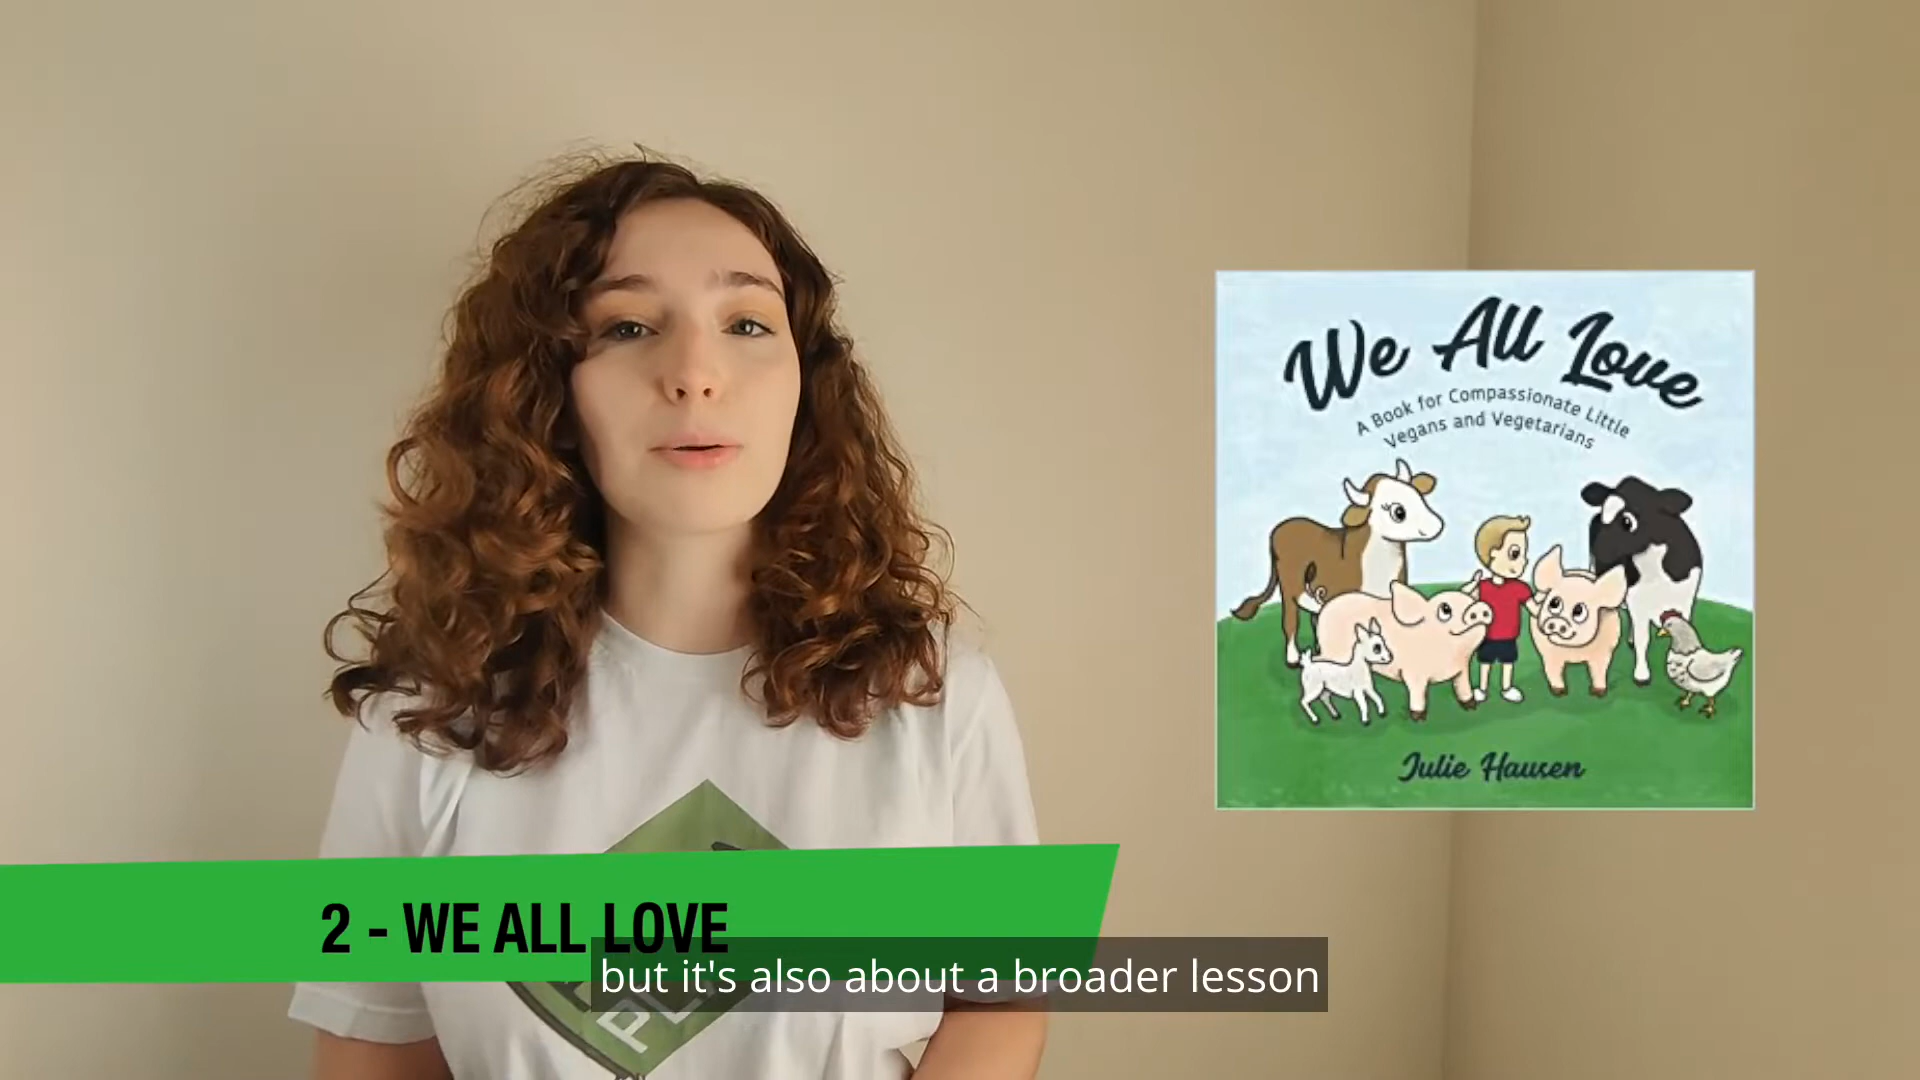 We All Love
A Book for Compassionate Little
Vegans and Vegetarians
Julie Hausen
2 - WE ALL LOVE
but it's also about a broader lesson